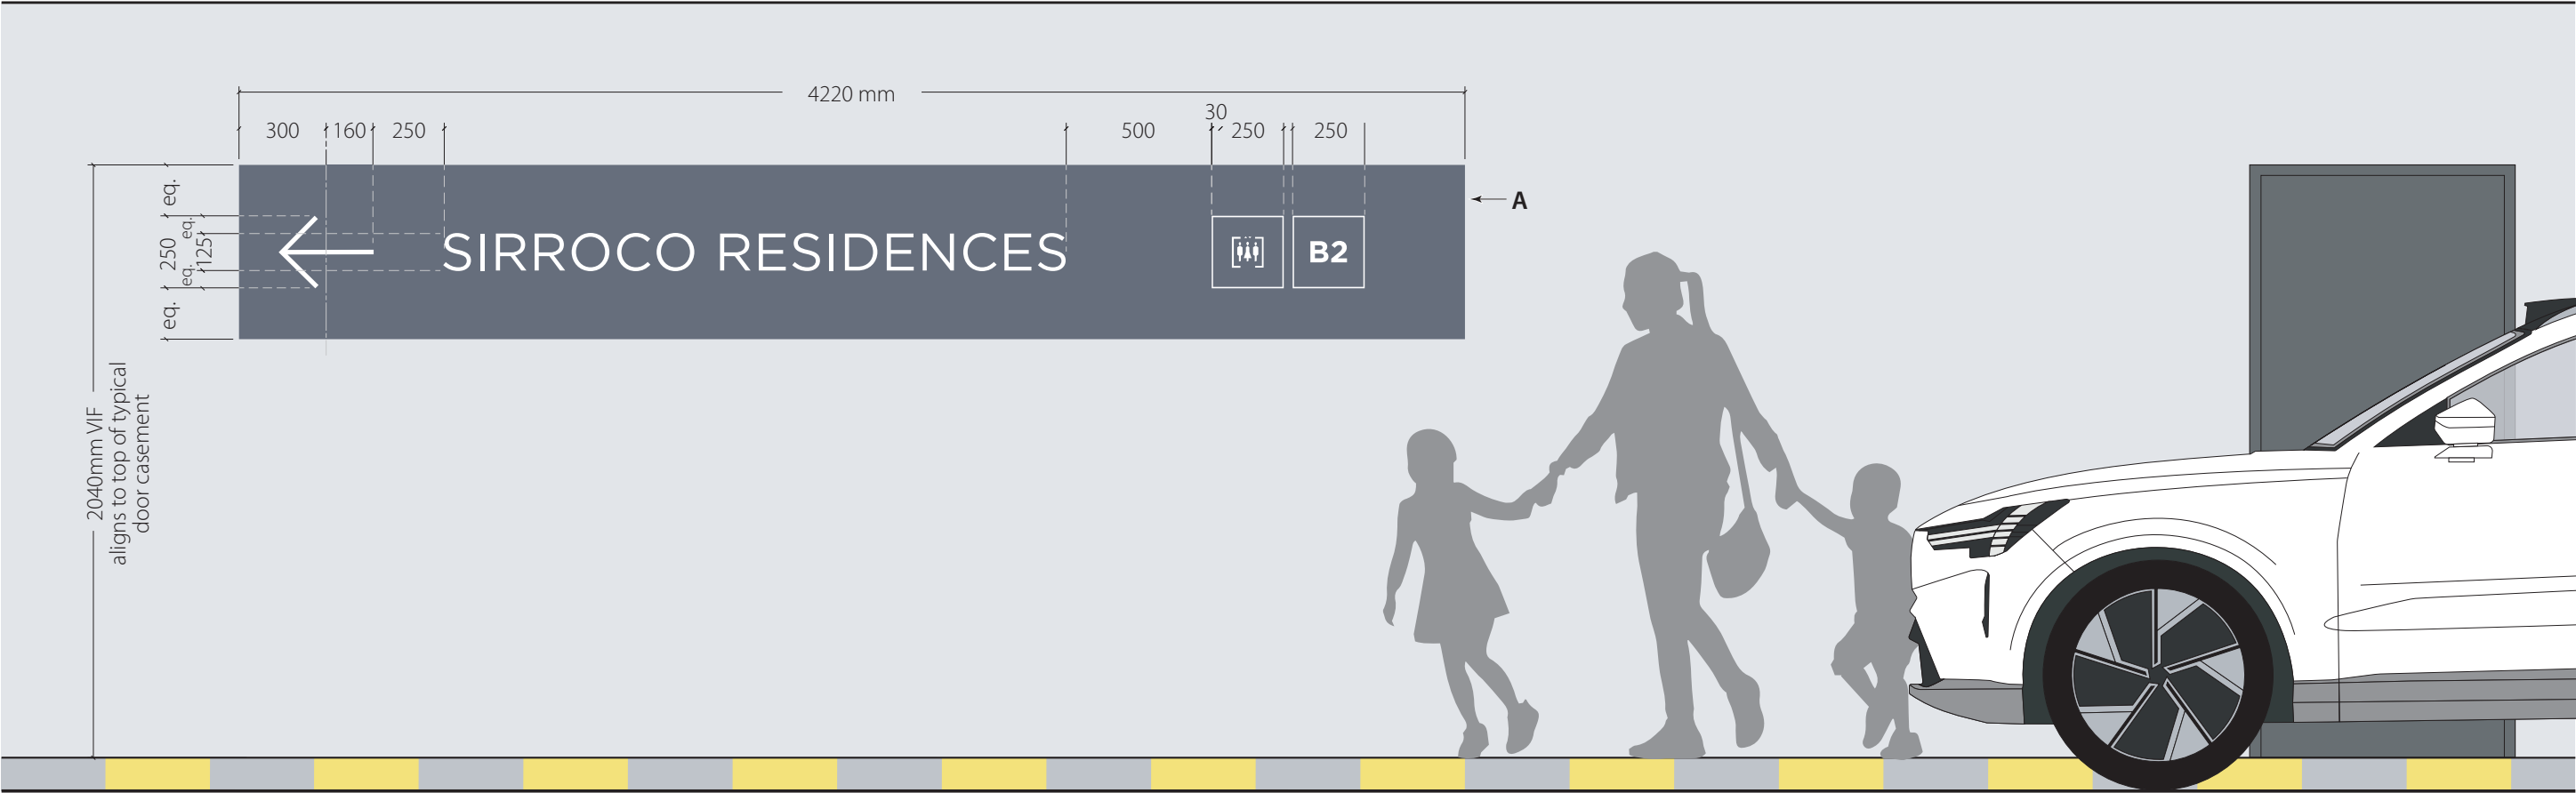 4220 mm
30
300 160 250 500 250 250
A
SIRROCO RESIDENCES B2
eq.
250
eq.
eq.
125
eq.
2040mm VIF
aligns to top of typical
door casement